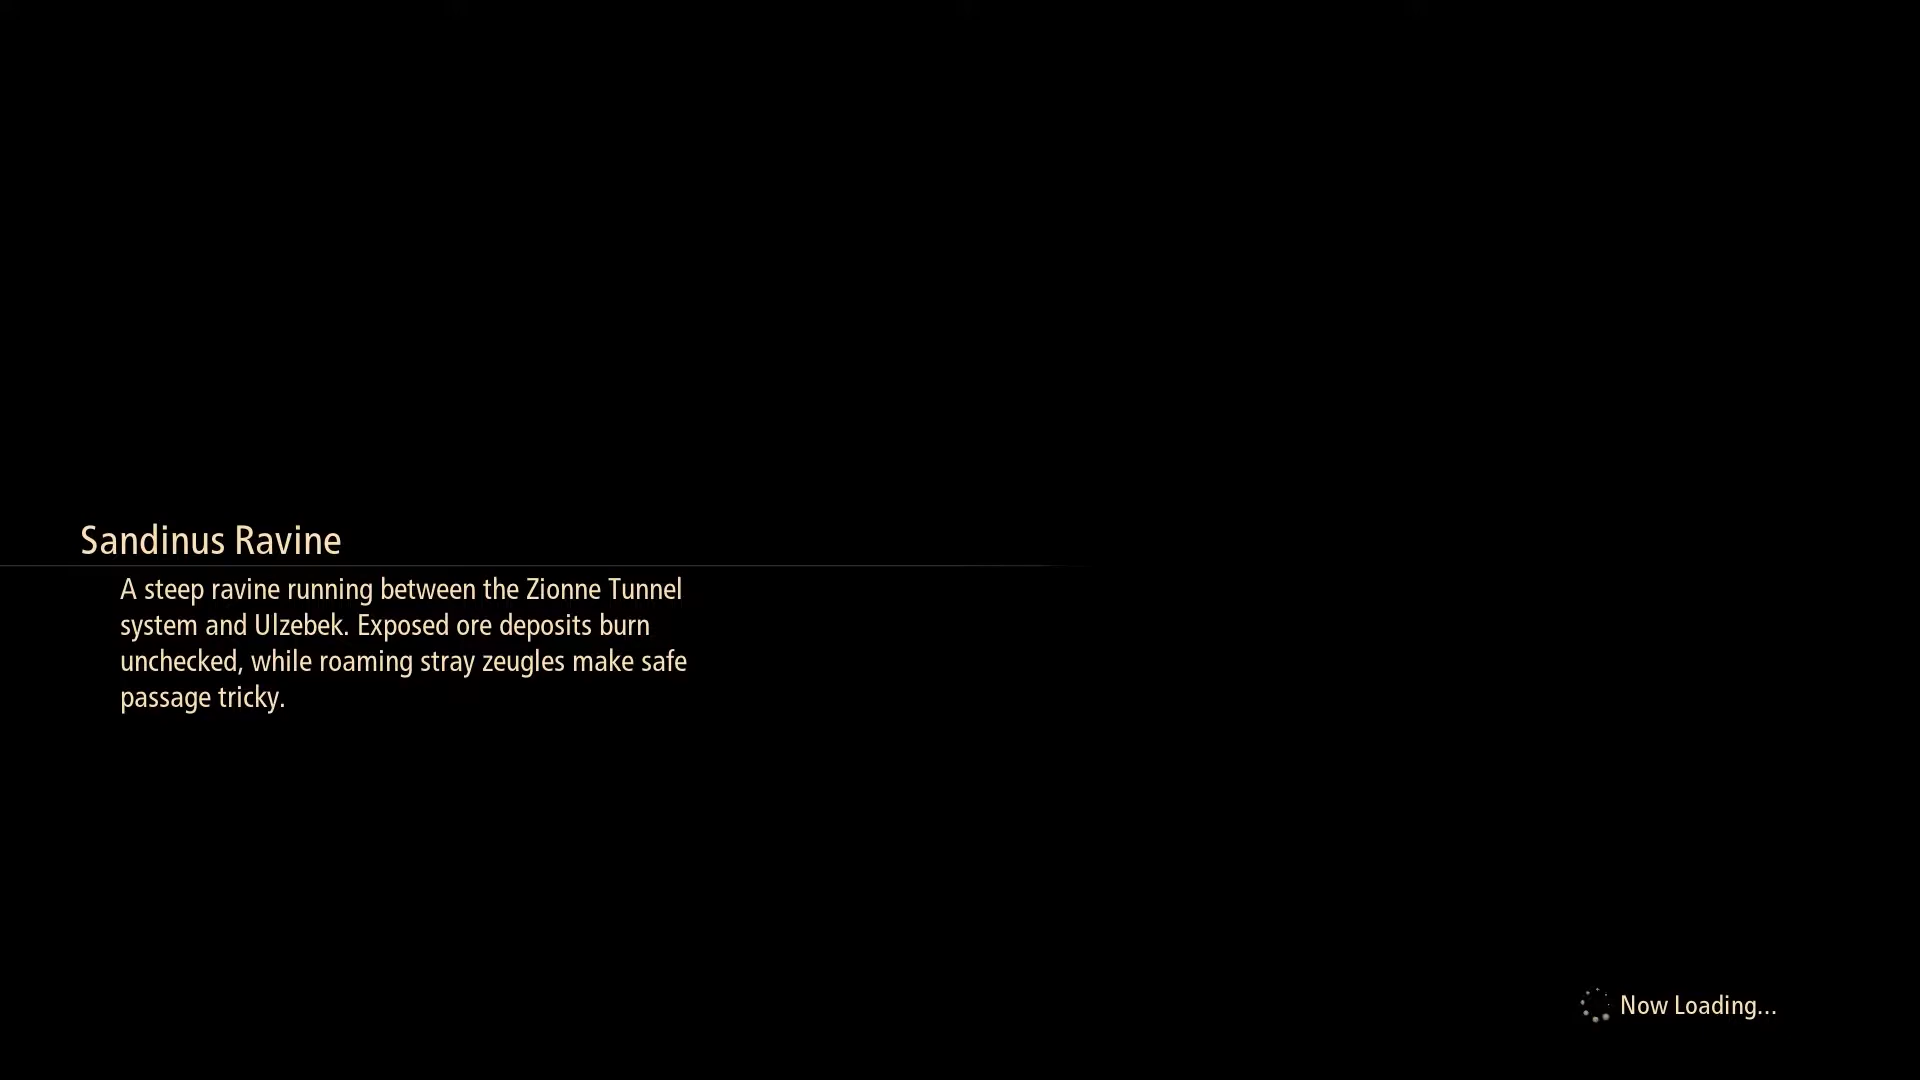 Sandinus Ravine
A steep ravine running between the Zionne Tunnel
system and Ulzebek. Exposed ore deposits burn
unchecked, while roaming stray zeugles make safe
passage tricky.
Now Loading...